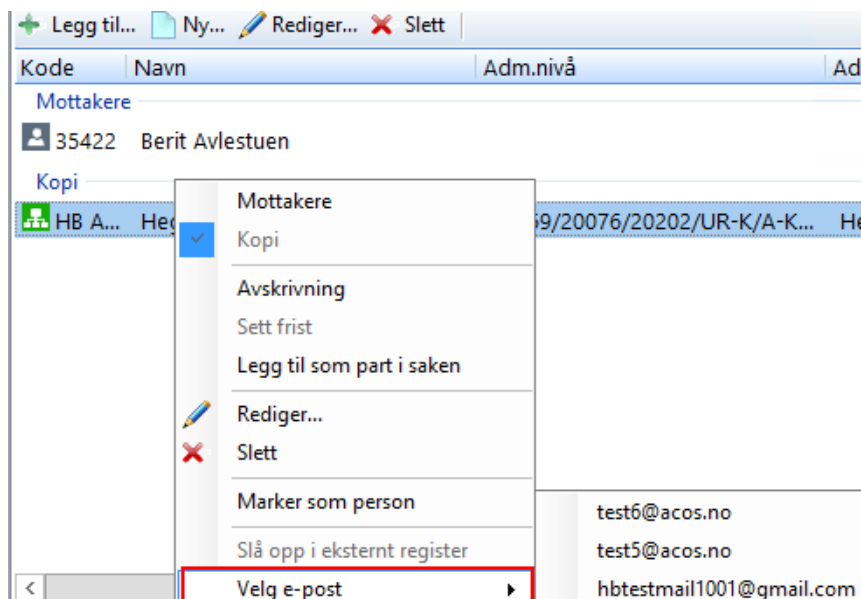 Legg til... Ny... Rediger... Slett
Kode Navn Adm.nivå Ad
Mottakere
35422 Berit Avlestuen
Kopi
HB A... Heg 59/20076/20202/UR-K/A-K... He
Mottakere
Kopi
Avskrivning
Sett frist
Legg til som part i saken
Rediger...
Slett
Marker som person
Slå opp i eksternt register
Velg e-post
test6@acos.no
test5@acos.no
hbtestmail1001@gmail.com